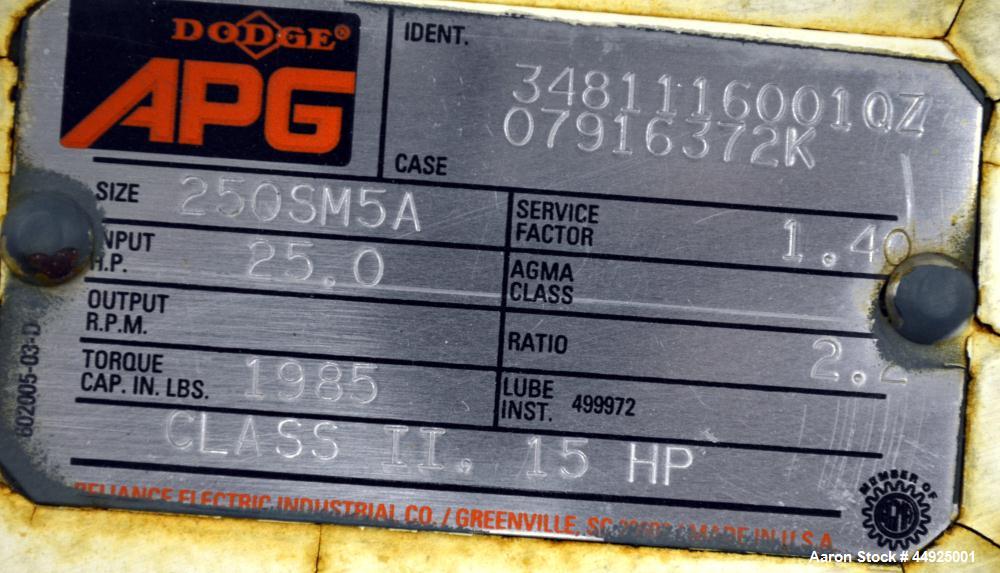 DODGE®
APG
IDENT.
34811160010Z
07916372K
CASE
SIZE 250SM5A
SERVICE FACTOR 1.40
INPUT H.P. 25.0
AGMA CLASS
OUTPUT R.P.M.
RATIO 2.2
TORQUE CAP. IN. LBS. 1985
LUBE INST. 499972
CLASS II, 15 HP
602005-03-D
RELIANCE ELECTRIC INDUSTRIAL CO. / GREENVILLE, SC / MADE IN U.S.A.
MEMBER OF
Aaron Stock # 44925001